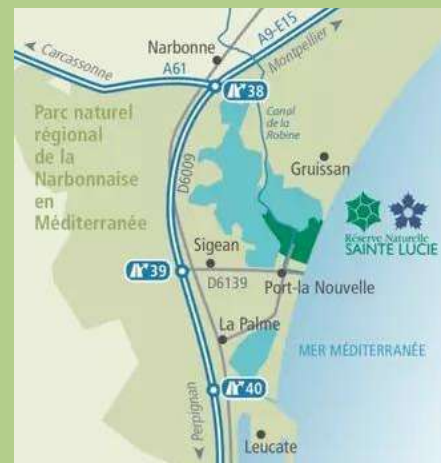 Carcassonne
Narbonne
A9-E15
Montpellier
A61
38
Parc naturel
régional
de la
Narbonnaise
en
Méditerranée
Canal
de la
Robine
D6009
Gruissan
Réserve Naturelle
SAINTE LUCIE
Sigean
39
D6139
Port-la Nouvelle
La Palme
MER MÉDITERRANÉE
40
Perpignan
Leucate